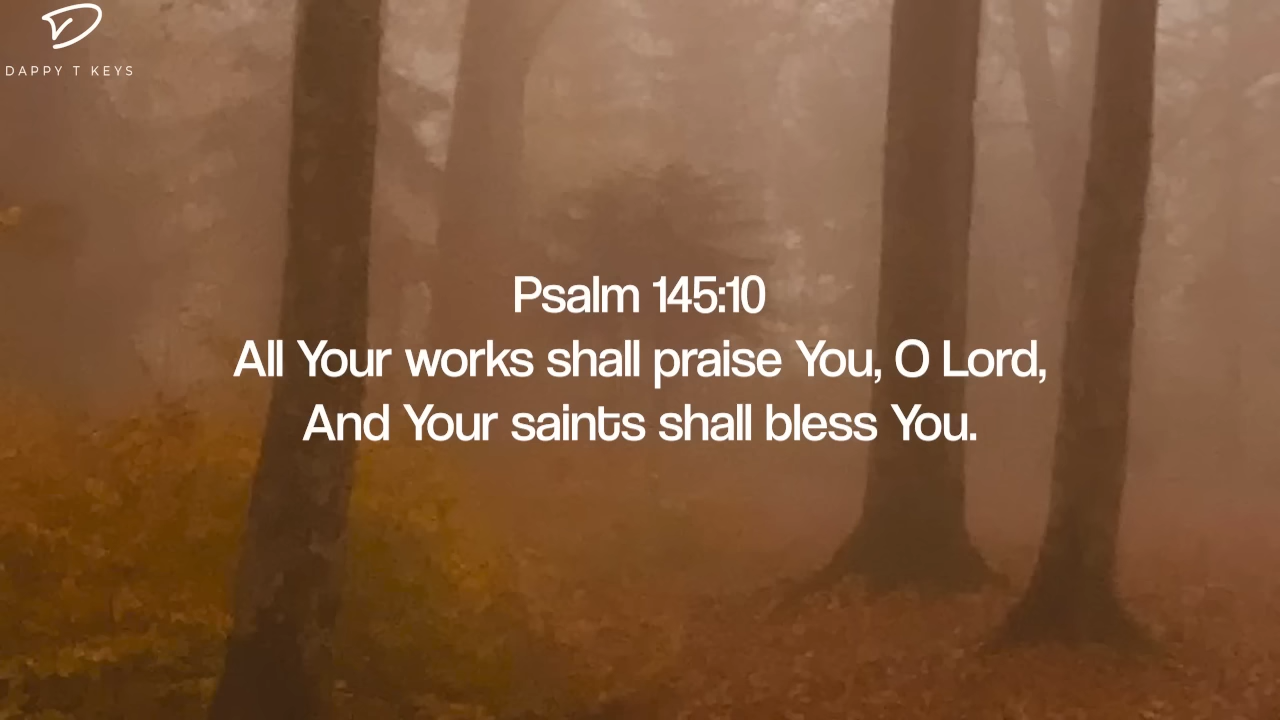 DAPPY T KEYS
Psalm 145:10
All Your works shall praise You, O Lord,
And Your saints shall bless You.